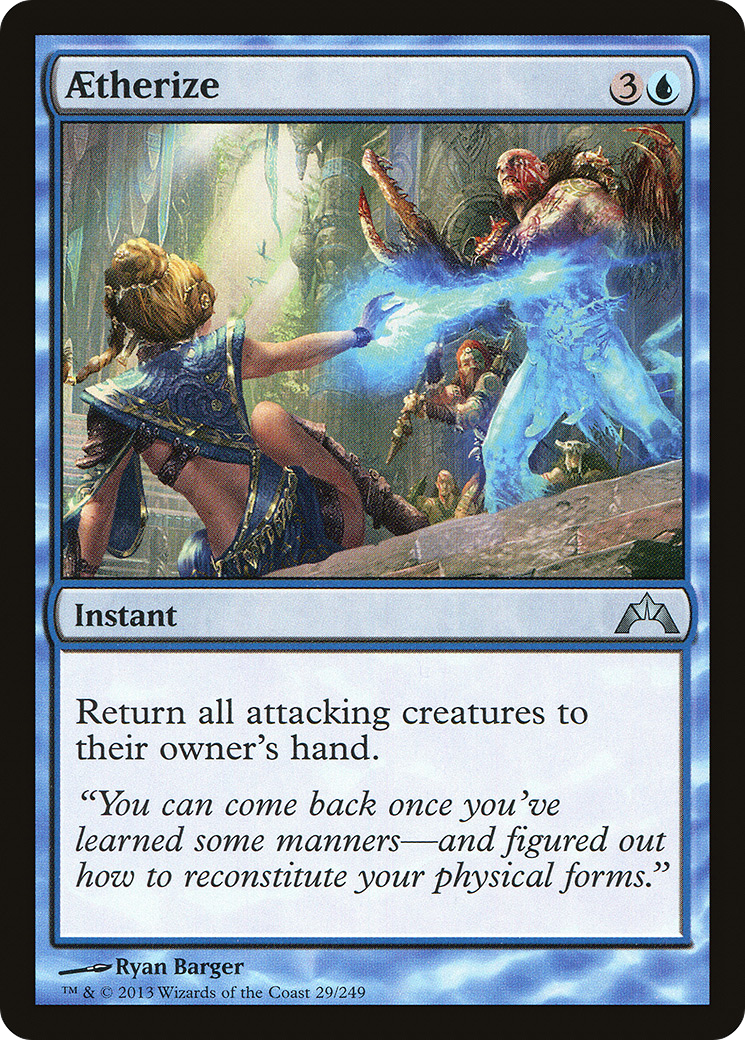 Ætherize
3
Instant
Return all attacking creatures to
their owner's hand.
“You can come back once you've
learned some manners—and figured out
how to reconstitute your physical forms.”
Ryan Barger
™ & © 2013 Wizards of the Coast 29/249